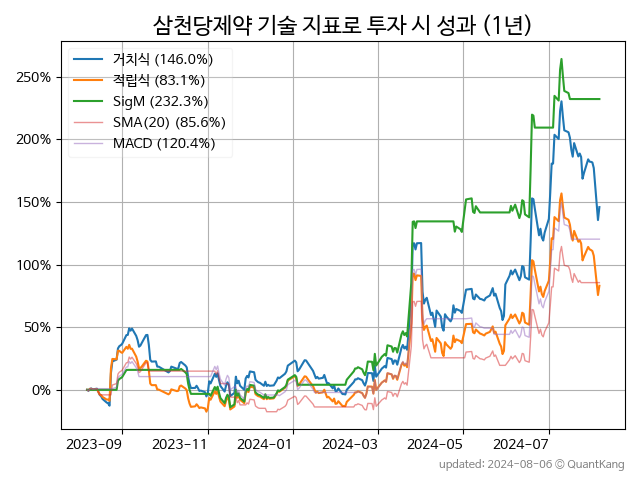 삼천당제약 기술 지표로 투자 시 성과 (1년)
거치식 (146.0%)
적립식 (83.1%)
SigM (232.3%)
SMA(20) (85.6%)
MACD (120.4%)
250%
200%
150%
100%
50%
0%
2023-09 2023-11 2024-01 2024-03 2024-05 2024-07
updated: 2024-08-06 © QuantKang